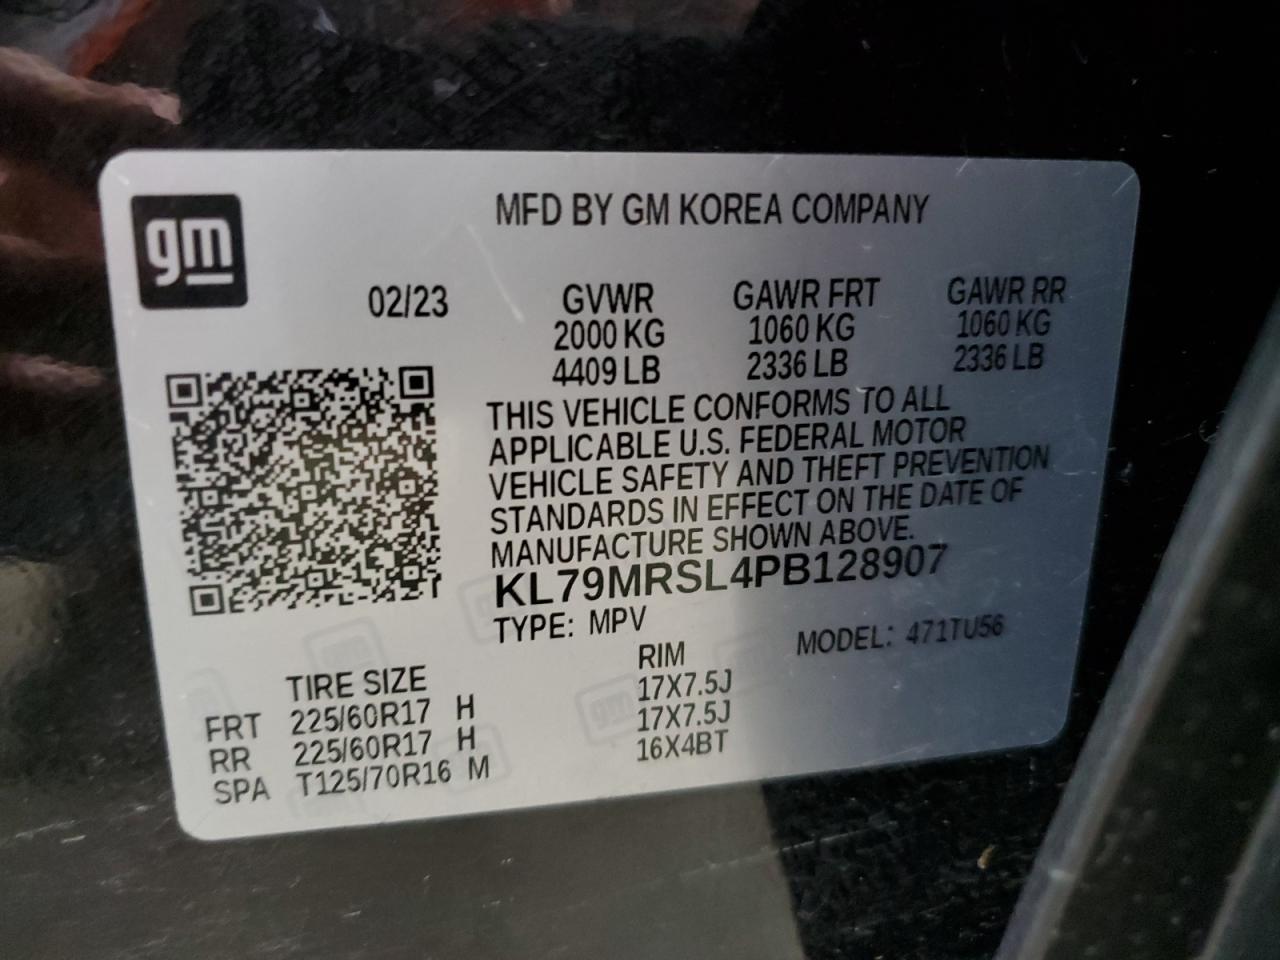 gm
MFD BY GM KOREA COMPANY
02/23 GVWR GAWR FRT GAWR RR
2000 KG 1060 KG 1060 KG
4409 LB 2336 LB 2336 LB
THIS VEHICLE CONFORMS TO ALL
APPLICABLE U.S. FEDERAL MOTOR
VEHICLE SAFETY AND THEFT PREVENTION
STANDARDS IN EFFECT ON THE DATE OF
MANUFACTURE SHOWN ABOVE.
KL79MRSL4PB128907
TYPE: MPV MODEL: 471TU56
TIRE SIZE RIM
FRT 225/60R17 H 17X7.5J
RR 225/60R17 H 17X7.5J
SPA T125/70R16 M 16X4BT